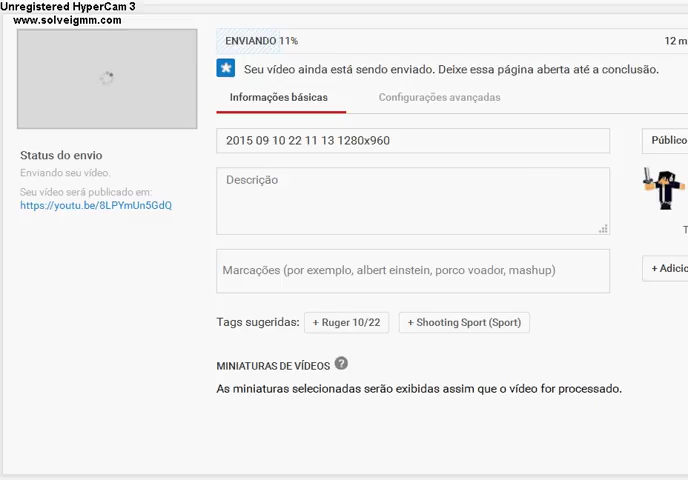 Unregistered HyperCam 3
www.solveigmm.com
ENVIANDO 11%
12 m
Seu vídeo ainda está sendo enviado. Deixe essa página aberta até a conclusão.
Informações básicas
Configurações avançadas
2015 09 10 22 11 13 1280x960
Público
Descrição
Status do envio
Enviando seu vídeo.
Seu vídeo será publicado em:
https://youtu.be/8LPYmUn5GdQ
T
Marcações (por exemplo, albert einstein, porco voador, mashup)
+ Adicio
Tags sugeridas:
+ Ruger 10/22
+ Shooting Sport (Sport)
MINIATURAS DE VÍDEOS ?
As miniaturas selecionadas serão exibidas assim que o vídeo for processado.